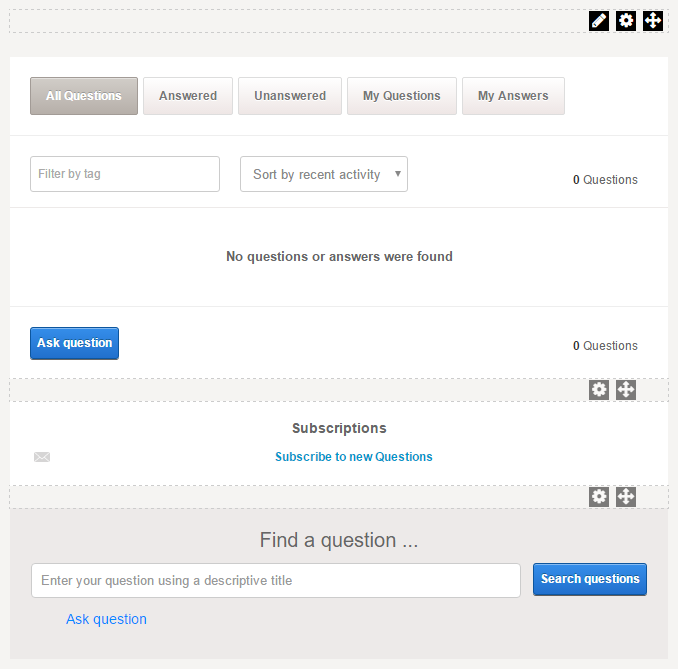 All Questions Answered Unanswered My Questions My Answers
Filter by tag Sort by recent activity 0 Questions
No questions or answers were found
Ask question 0 Questions
Subscriptions
Subscribe to new Questions
Find a question ...
Enter your question using a descriptive title Search questions
Ask question